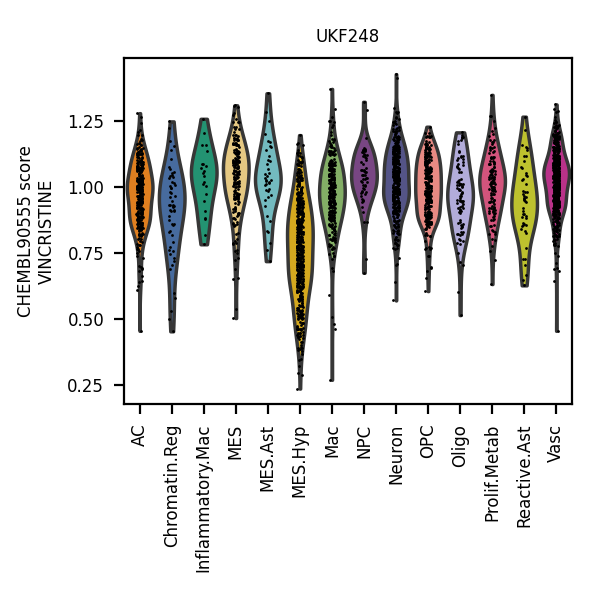 UKF248
CHEMBL90555 score
VINCRISTINE
1.25
1.00
0.75
0.50
0.25
AC
Chromatin.Reg
Inflammatory.Mac
MES
MES.Ast
MES.Hyp
Mac
NPC
Neuron
OPC
Oligo
Prolif.Metab
Reactive.Ast
Vasc